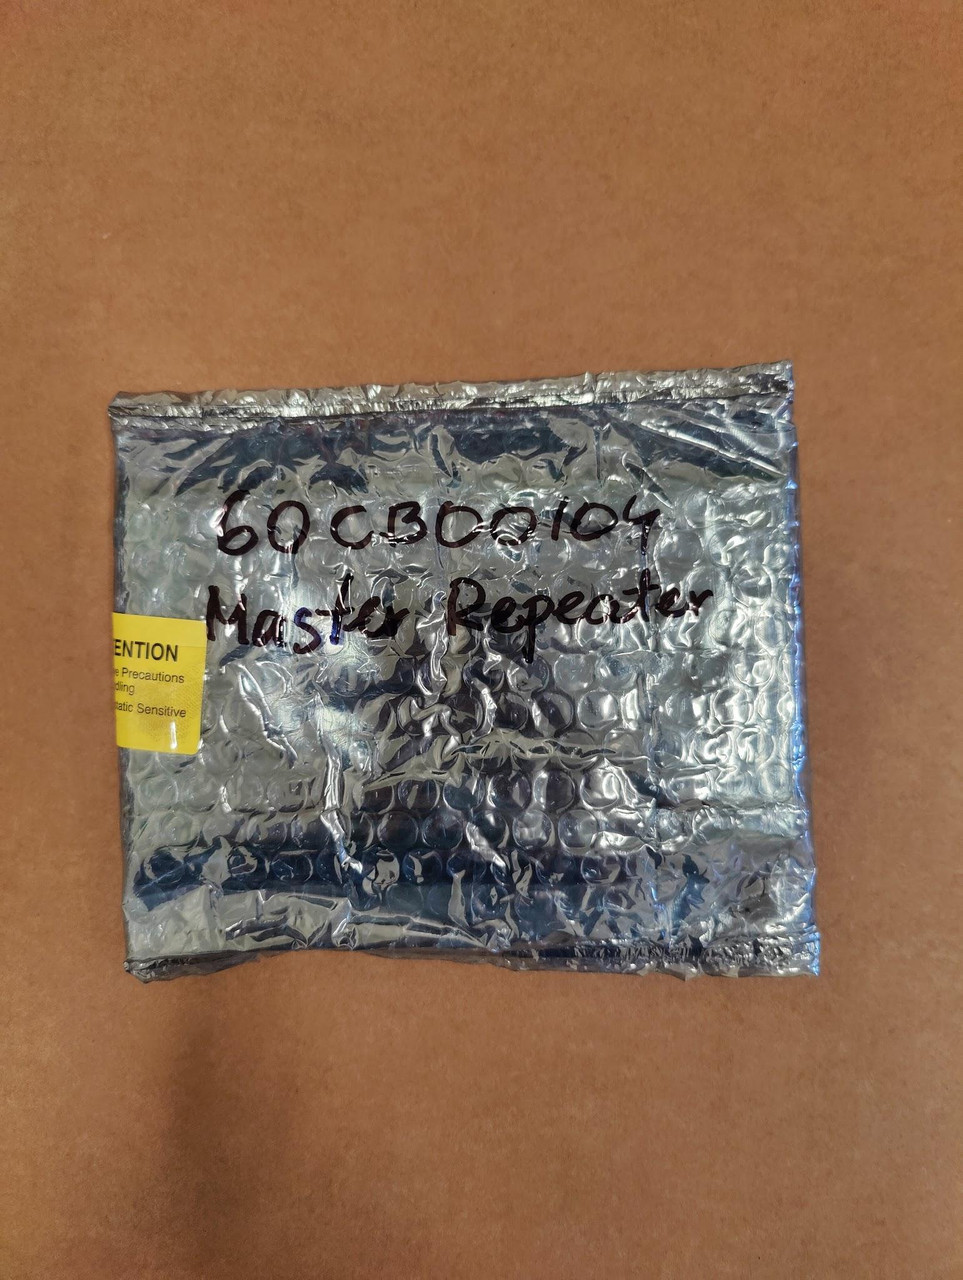 60CB00104
Master Repeater
ENTION
e Precautions
dling
tatic Sensitive